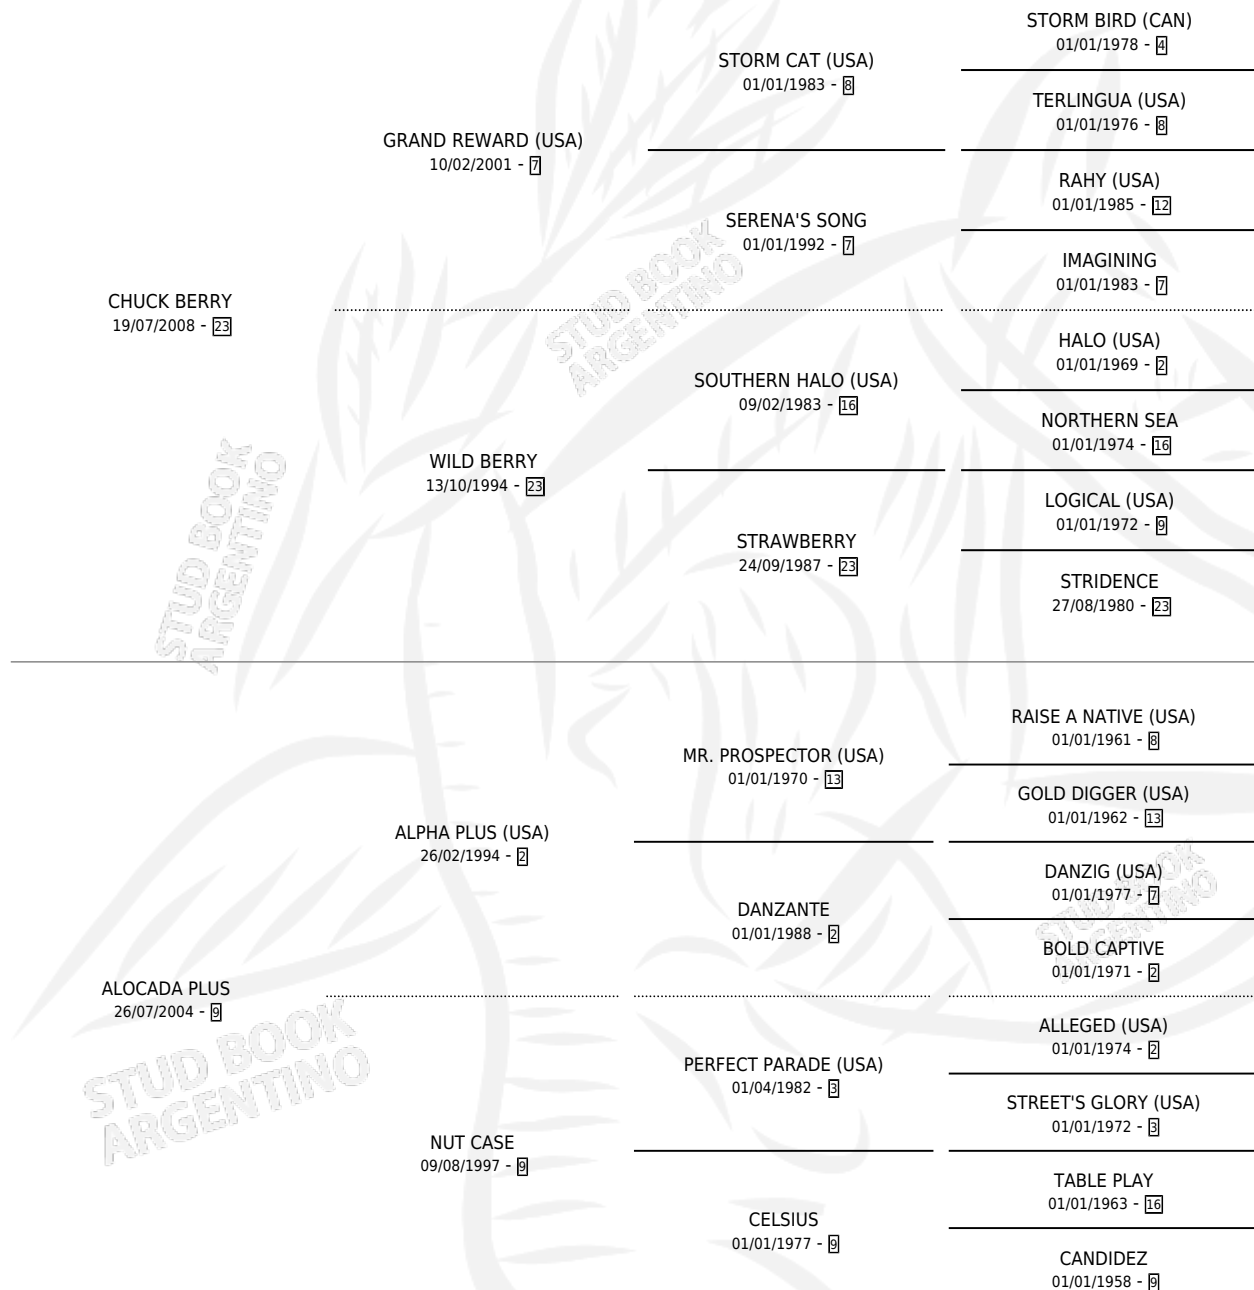 STORM BIRD (CAN)
01/01/1978 - 4
STORM CAT (USA)
01/01/1983 - 8
TERLINGUA (USA)
01/01/1976 - 8
GRAND REWARD (USA)
10/02/2001 - 7
RAHY (USA)
01/01/1985 - 12
SERENA'S SONG
01/01/1992 - 7
IMAGINING
01/01/1983 - 7
CHUCK BERRY
19/07/2008 - 23
HALO (USA)
01/01/1969 - 2
SOUTHERN HALO (USA)
09/02/1983 - 16
NORTHERN SEA
01/01/1974 - 16
WILD BERRY
13/10/1994 - 23
LOGICAL (USA)
01/01/1972 - 9
STRAWBERRY
24/09/1987 - 23
STRIDENCE
27/08/1980 - 23
RAISE A NATIVE (USA)
01/01/1961 - 8
MR. PROSPECTOR (USA)
01/01/1970 - 13
GOLD DIGGER (USA)
01/01/1962 - 13
ALPHA PLUS (USA)
26/02/1994 - 2
DANZIG (USA)
01/01/1977 - 7
DANZANTE
01/01/1988 - 2
BOLD CAPTIVE
01/01/1971 - 2
ALOCADA PLUS
26/07/2004 - 9
ALLEGED (USA)
01/01/1974 - 2
PERFECT PARADE (USA)
01/04/1982 - 3
STREET'S GLORY (USA)
01/01/1972 - 3
NUT CASE
09/08/1997 - 9
TABLE PLAY
01/01/1963 - 16
CELSIUS
01/01/1977 - 9
CANDIDEZ
01/01/1958 - 9
STUD BOOK
ARGENTINO
STUD BOOK
ARGENTINO
STUD BOOK
ARGENTINO
STUD BOOK
ARGENTINO